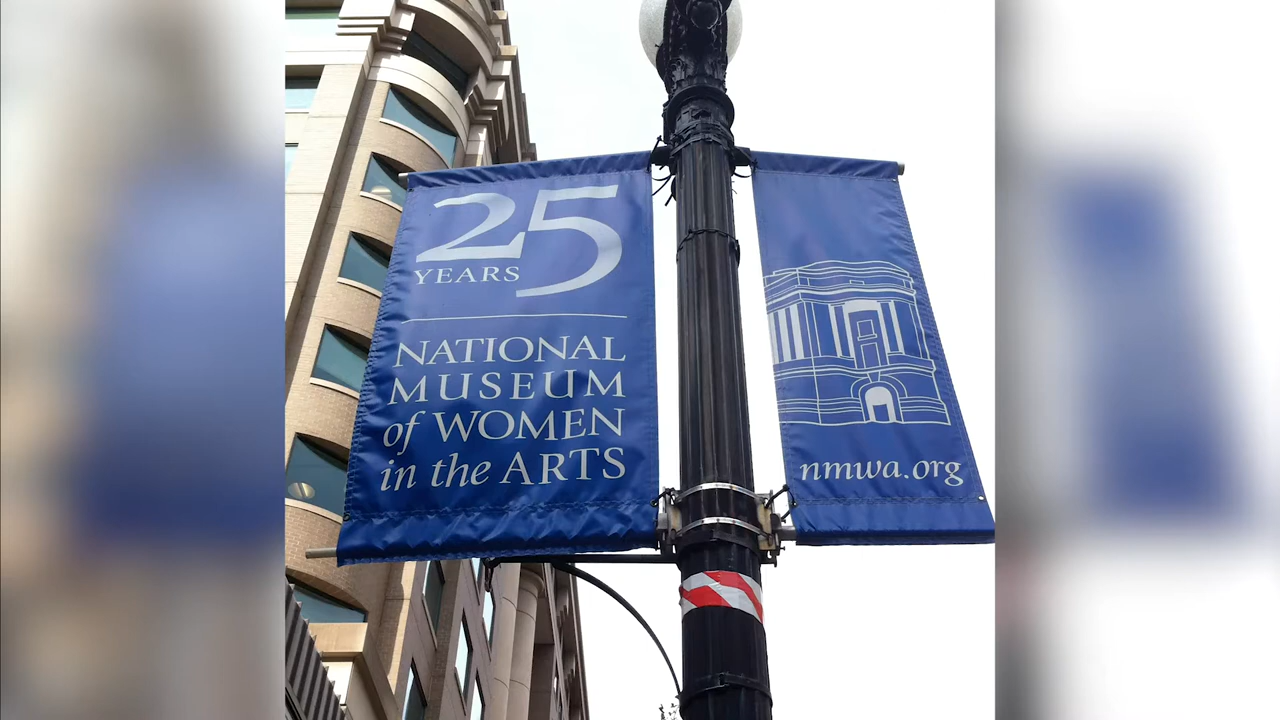 25
YEARS
NATIONAL
MUSEUM
of WOMEN
in the ARTS
nmwa.org